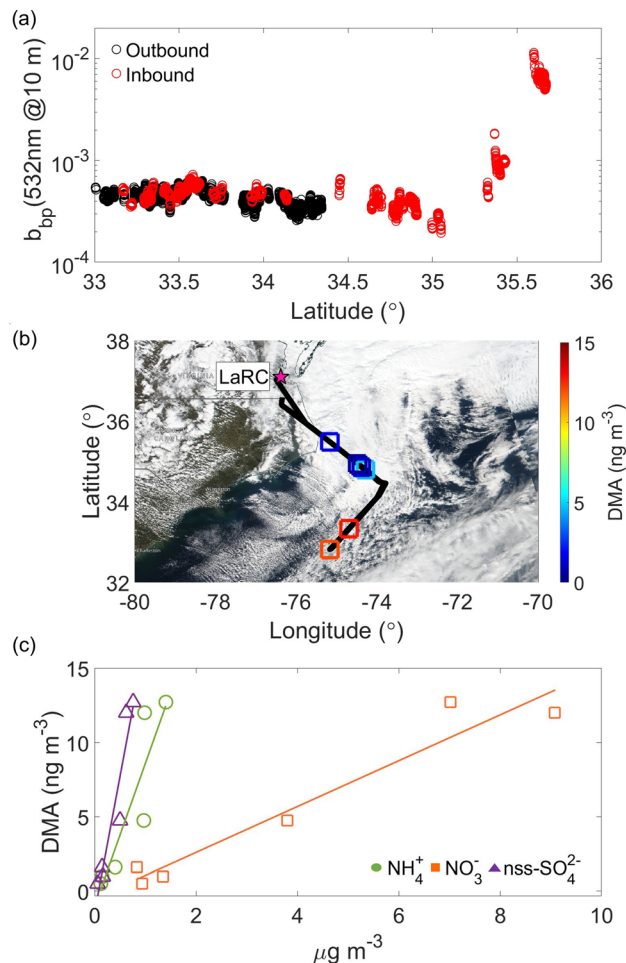 (a)
Outbound
Inbound
b_bp(532nm @10 m)
10^-2
10^-3
10^-4
33 33.5 34 34.5 35 35.5 36
Latitude (°)
(b)
38
36
34
32
Latitude (°)
LaRC
-80 -78 -76 -74 -72 -70
Longitude (°)
15
10
5
0
DMA (ng m^-3)
(c)
15
10
5
0
DMA (ng m^-3)
NH_4^+ NO_3^- nss-SO_4^2-
0 2 4 6 8 10
μg m^-3